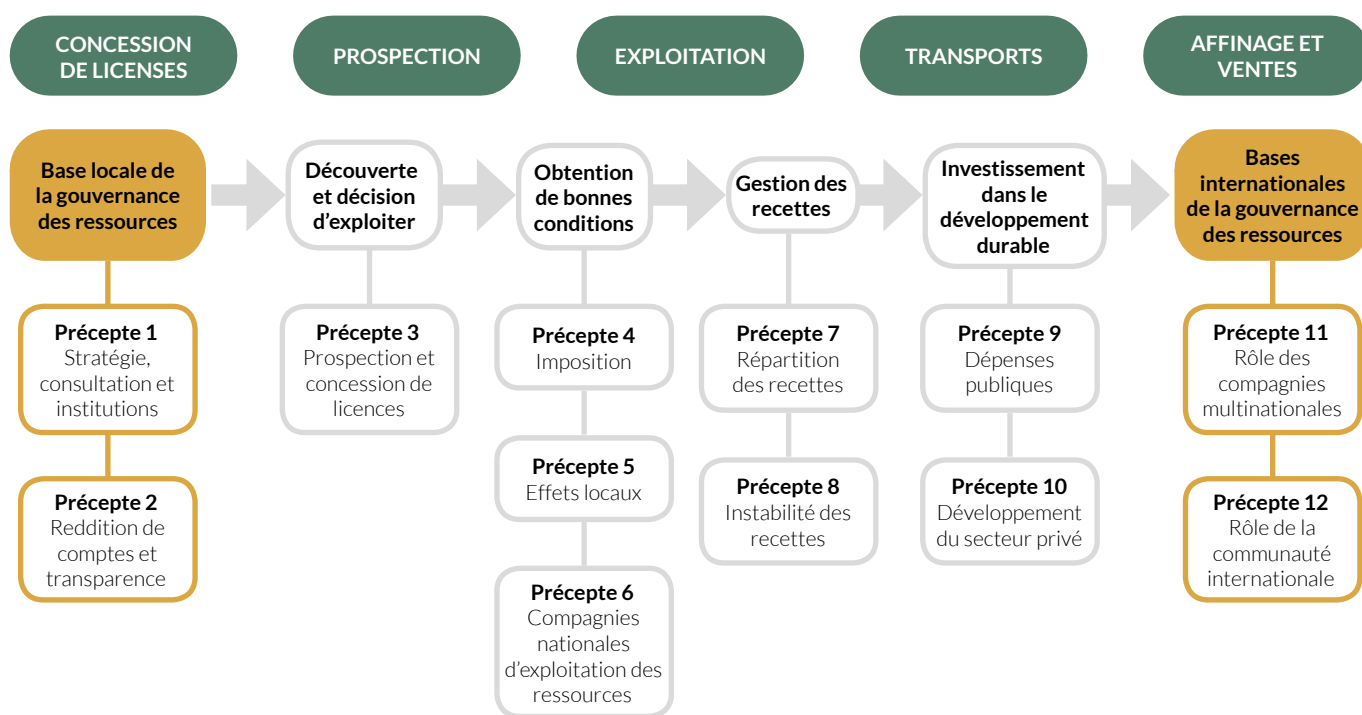 CONCESSION
DE LICENSES
PROSPECTION
EXPLOITATION
TRANSPORTS
AFFINAGE ET
VENTES
Base locale de
la gouvernance
des ressources
Découverte
et décision
d’exploiter
Obtention
de bonnes
conditions
Gestion des
recettes
Investissement
dans le
développement
durable
Bases
internationales
de la gouvernance
des ressources
Précepte 1
Stratégie,
consultation et
institutions
Précepte 2
Reddition de
comptes et
transparence
Précepte 3
Prospection et
concession de
licences
Précepte 4
Imposition
Précepte 5
Effets locaux
Précepte 6
Compagnies
nationales
d’exploitation des
ressources
Précepte 7
Répartition
des recettes
Précepte 8
Instabilité des
recettes
Précepte 9
Dépenses
publiques
Précepte 10
Développement
du secteur privé
Précepte 11
Rôle des
compagnies
multinationales
Précepte 12
Rôle de la
communauté
internationale